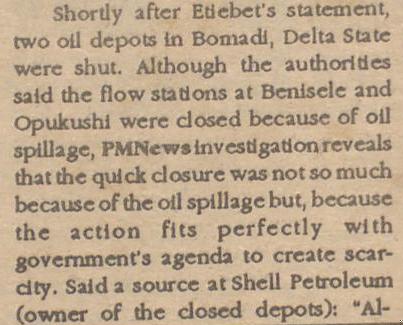 Shortly after Etiebet's statement,
two oil depots in Bomadi, Delta State
were shut. Although the authorities
said the flow stations at Benisele and
Opukushi were closed because of oil
spillage, PMNews investigation reveals
that the quick closure was not so much
because of the oil spillage but, because
the action fits perfectly with
government's agenda to create scar-
city. Said a source at Shell Petroleum
(owner of the closed depots): "Al-